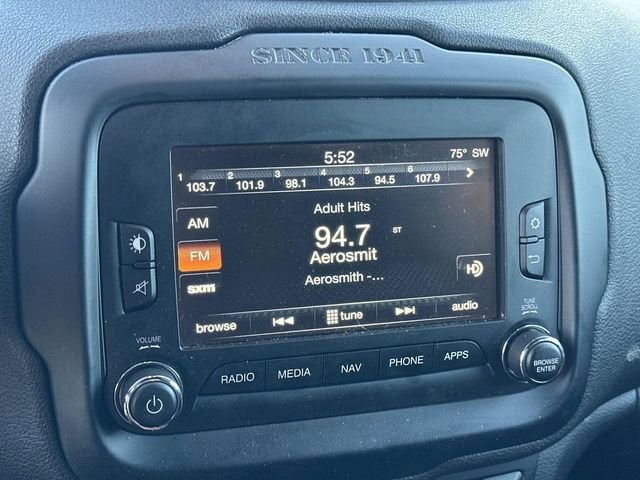 SINCE 1941
5:52
75° SW
1 103.7 2 101.9 3 98.1 4 104.3 5 94.5 6 107.9 >
Adult Hits
AM
94.7 ST
FM
Aerosmit
HD
sxm
Aerosmith -...
browse tune audio
VOLUME
TUNE
SCROLL
RADIO MEDIA NAV PHONE APPS
BROWSE
ENTER